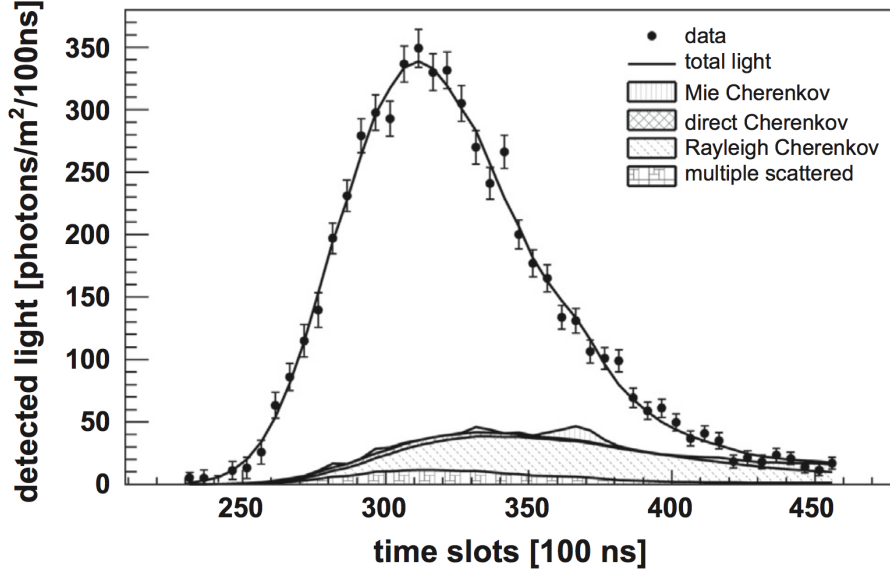 detected light [photons/m²/100ns]
350
300
250
200
150
100
50
0
data
total light
Mie Cherenkov
direct Cherenkov
Rayleigh Cherenkov
multiple scattered
250 300 350 400 450
time slots [100 ns]